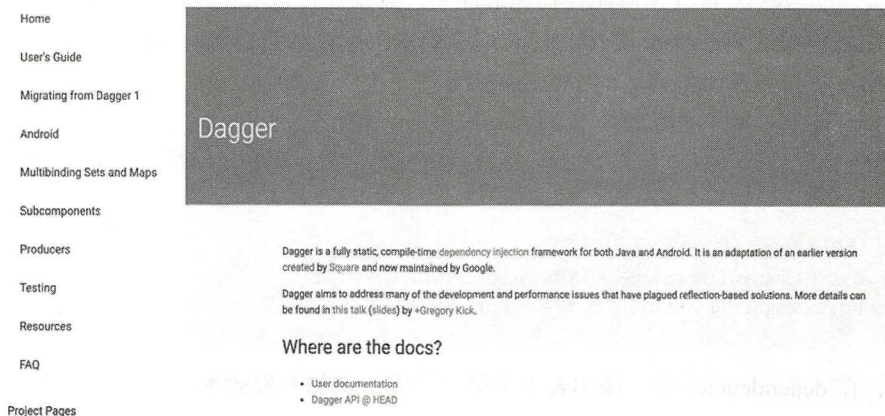 Home
User's Guide
Migrating from Dagger 1
Android
Multibinding Sets and Maps
Subcomponents
Producers
Testing
Resources
FAQ
Project Pages
Dagger
Dagger is a fully static, compile-time dependency injection framework for both Java and Android. It is an adaptation of an earlier version
created by Square and now maintained by Google.
Dagger aims to address many of the development and performance issues that have plagued reflection-based solutions. More details can
be found in this talk (slides) by +Gregory Kick.
Where are the docs?
• User documentation
• Dagger API @ HEAD